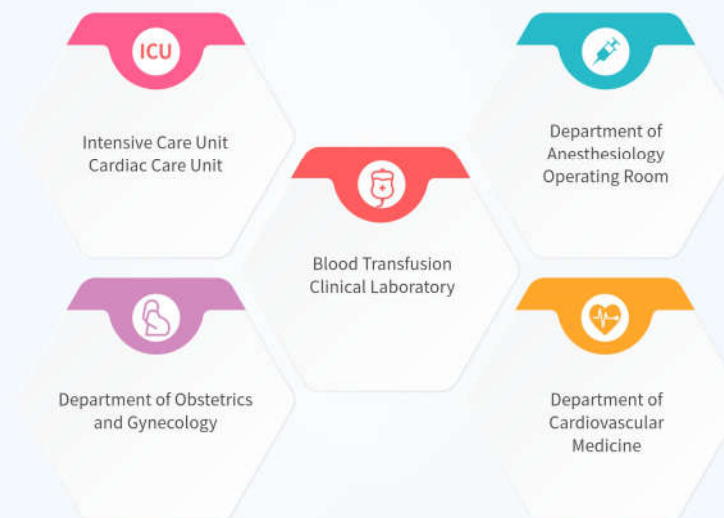 ICU
Intensive Care Unit
Cardiac Care Unit
Department of
Anesthesiology
Operating Room
Blood Transfusion
Clinical Laboratory
Department of Obstetrics
and Gynecology
Department of
Cardiovascular
Medicine